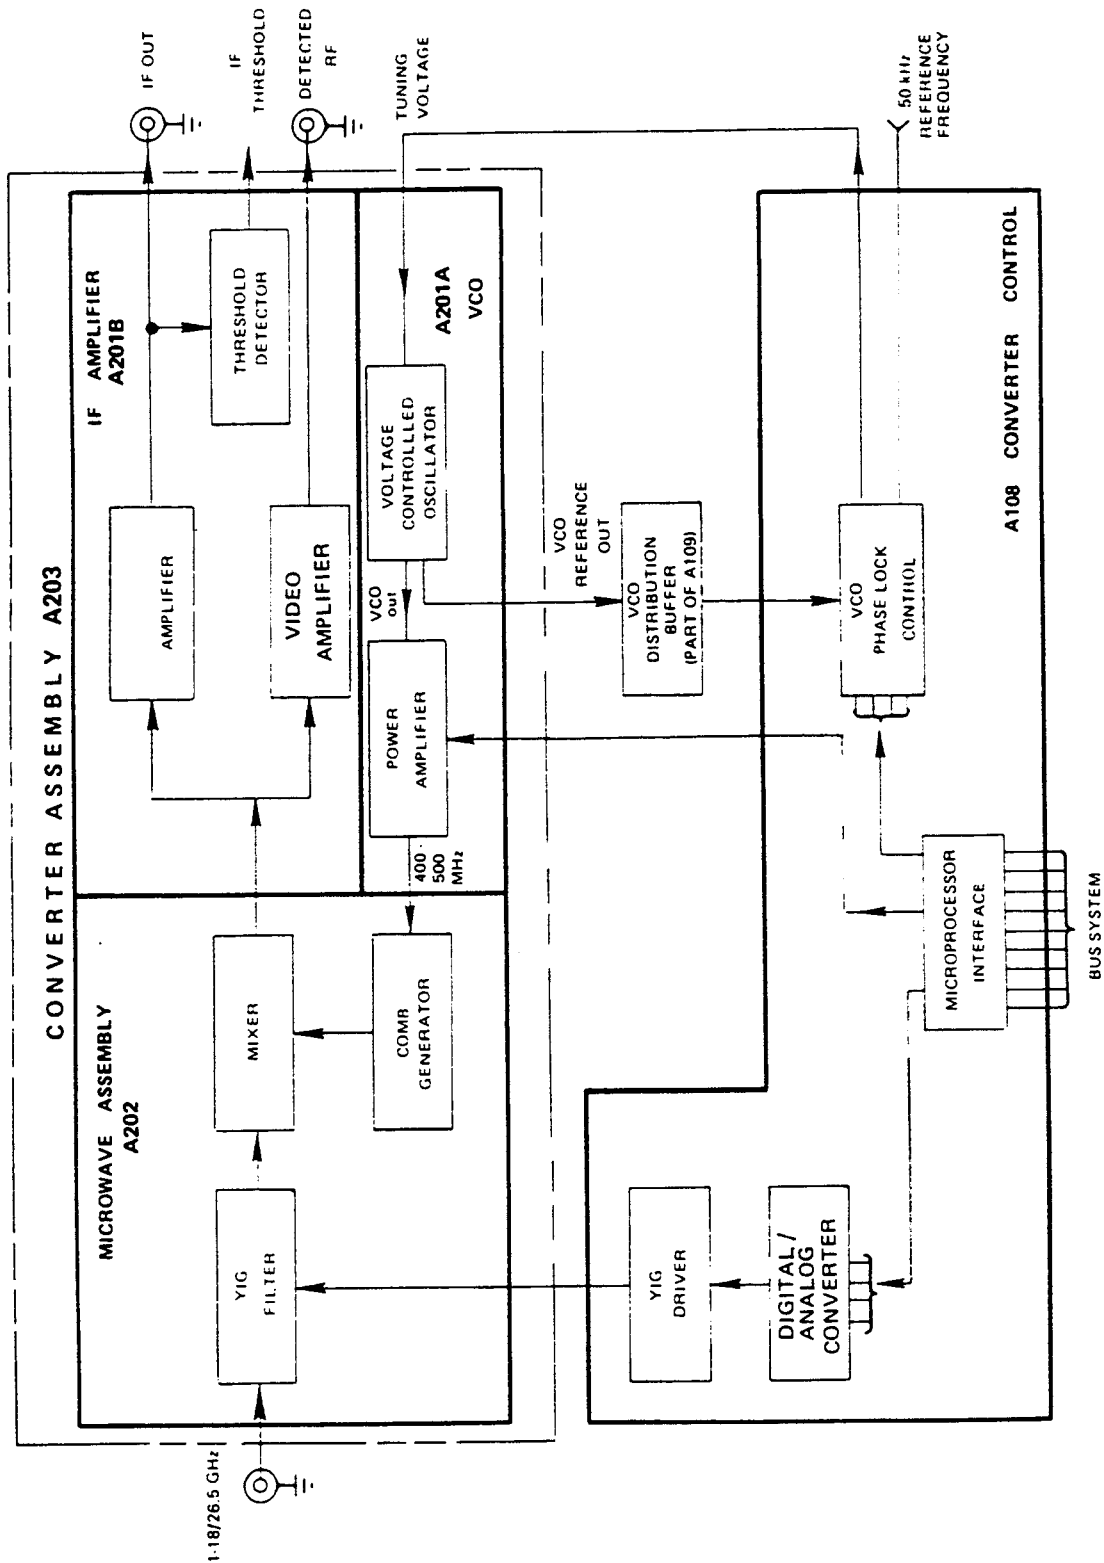 CONVERTER ASSEMBLY A203
MICROWAVE ASSEMBLY
A202
IF AMPLIFIER
A201B
1-18/26.5 GHz
YIG
FILTER
MIXER
COMB
GENERATOR
AMPLIFIER
VIDEO
AMPLIFIER
THRESHOLD
DETECTOR
IF OUT
IF
THRESHOLD
DETECTED
RF
400-
500
MHz
POWER
AMPLIFIER
VCO
out
VOLTAGE
CONTROLLLED
OSCILLATOR
A201A
VCO
TUNING
VOLTAGE
VCO
REFERENCE
OUT
VCO
DISTRIBUTION
BUFFER
(PART OF A109)
YIG
DRIVER
DIGITAL/
ANALOG
CONVERTER
VCO
PHASE LOCK
CONTROL
50 kHz
REFERENCE
FREQUENCY
MICROPROCESSOR
INTERFACE
A108 CONVERTER CONTROL
BUS SYSTEM